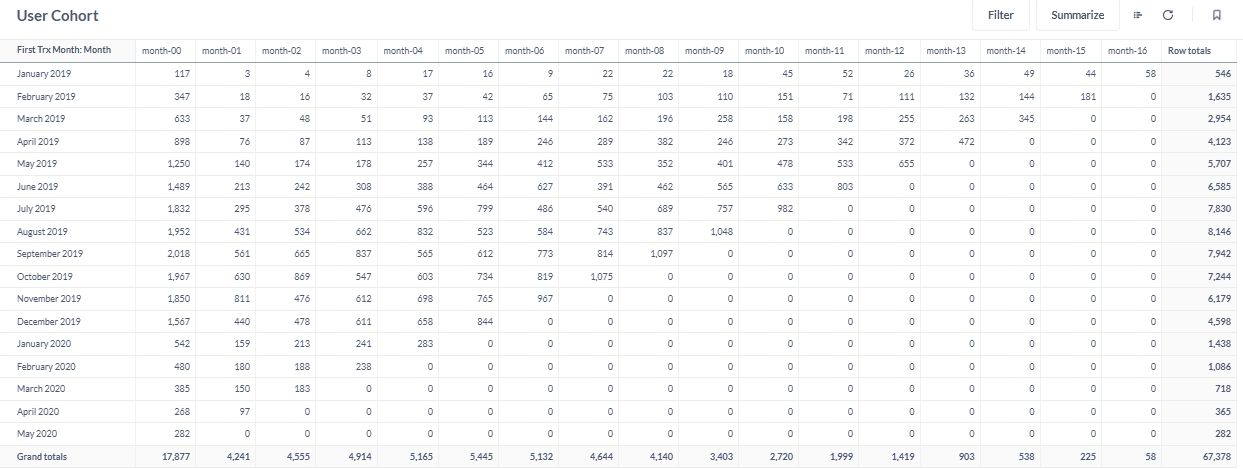 User Cohort Filter Summarize
First Trx Month: Month month-00 month-01 month-02 month-03 month-04 month-05 month-06 month-07 month-08 month-09 month-10 month-11 month-12 month-13 month-14 month-15 month-16 Row totals
January 2019 117 3 4 8 17 16 9 22 22 18 45 52 26 36 49 44 58 546
February 2019 347 18 16 32 37 42 65 75 103 110 151 71 111 132 144 181 0 1,635
March 2019 633 37 48 51 93 113 144 162 196 258 158 198 255 263 345 0 0 2,954
April 2019 898 76 87 113 138 189 246 289 382 246 273 342 372 472 0 0 0 4,123
May 2019 1,250 140 174 178 257 344 412 533 352 401 478 533 655 0 0 0 0 5,707
June 2019 1,489 213 242 308 388 464 627 391 462 565 633 803 0 0 0 0 0 6,585
July 2019 1,832 295 378 476 596 799 486 540 689 757 982 0 0 0 0 0 0 7,830
August 2019 1,952 431 534 662 832 523 584 743 837 1,048 0 0 0 0 0 0 0 8,146
September 2019 2,018 561 665 837 565 612 773 814 1,097 0 0 0 0 0 0 0 0 7,942
October 2019 1,967 630 869 547 603 734 819 1,075 0 0 0 0 0 0 0 0 0 7,244
November 2019 1,850 811 476 612 698 765 967 0 0 0 0 0 0 0 0 0 0 6,179
December 2019 1,567 440 478 611 658 844 0 0 0 0 0 0 0 0 0 0 0 4,598
January 2020 542 159 213 241 283 0 0 0 0 0 0 0 0 0 0 0 0 1,438
February 2020 480 180 188 238 0 0 0 0 0 0 0 0 0 0 0 0 0 1,086
March 2020 385 150 183 0 0 0 0 0 0 0 0 0 0 0 0 0 0 718
April 2020 268 97 0 0 0 0 0 0 0 0 0 0 0 0 0 0 0 365
May 2020 282 0 0 0 0 0 0 0 0 0 0 0 0 0 0 0 0 282
Grand totals 17,877 4,241 4,555 4,914 5,165 5,445 5,132 4,644 4,140 3,403 2,720 1,999 1,419 903 538 225 58 67,378